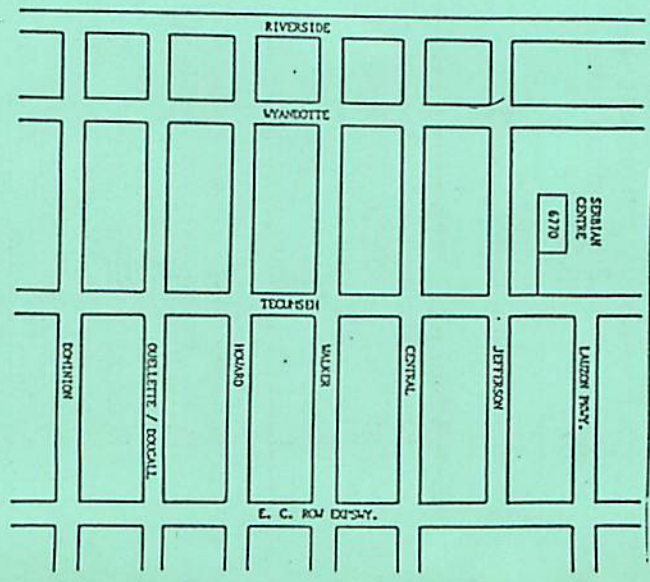 RIVERSIDE
WYANDOTTE
SERBIAN
CENTRE
6770
TECUMSEH
DOMINION
OUELLETTE / DOUGALL
HOWARD
WALKER
CENTRAL
JEFFERSON
LAUZON PKWY.
E. C. ROW EXPSWY.